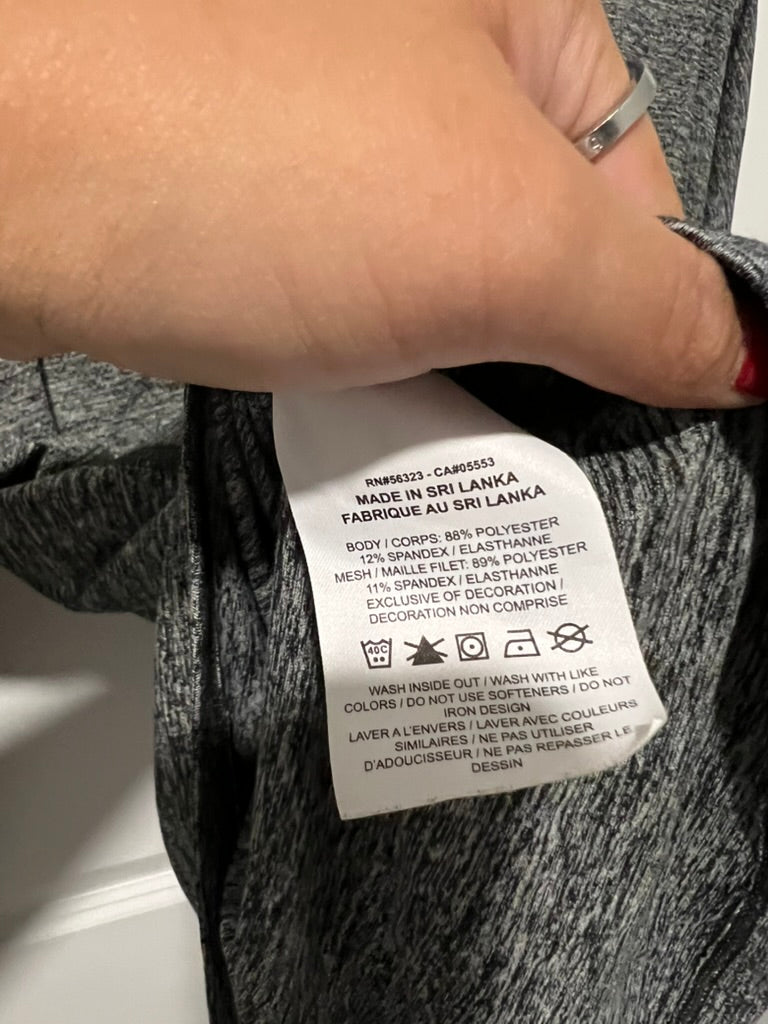 RN#56323 - CA#05553
MADE IN SRI LANKA
FABRIQUE AU SRI LANKA
BODY / CORPS: 88% POLYESTER
12% SPANDEX / ELASTHANNE
MESH / MAILLE FILET: 89% POLYESTER
11% SPANDEX / ELASTHANNE
EXCLUSIVE OF DECORATION /
DECORATION NON COMPRISE
40C
WASH INSIDE OUT / WASH WITH LIKE
COLORS / DO NOT USE SOFTENERS / DO NOT
IRON DESIGN
LAVER A L'ENVERS / LAVER AVEC COULEURS
SIMILAIRES / NE PAS UTILISER
D'ADOUCISSEUR / NE PAS REPASSER LE
DESSIN